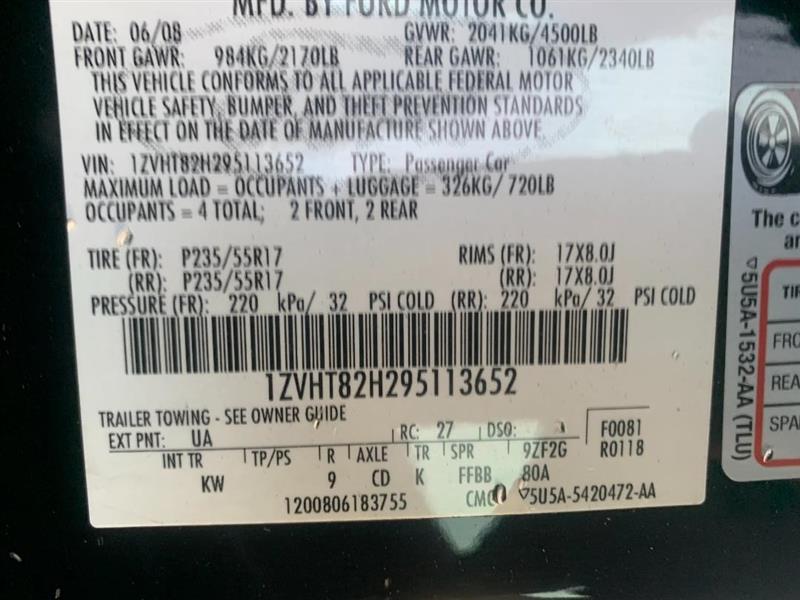 MFD. BY FORD MOTOR CO.
DATE: 06/08 GVWR: 2041KG/4500LB
FRONT GAWR: 984KG/2170LB REAR GAWR: 1061KG/2340LB
THIS VEHICLE CONFORMS TO ALL APPLICABLE FEDERAL MOTOR
VEHICLE SAFETY, BUMPER, AND THEFT PREVENTION STANDARDS
IN EFFECT ON THE DATE OF MANUFACTURE SHOWN ABOVE.
VIN: 1ZVHT82H295113652 TYPE: Passenger Car
MAXIMUM LOAD = OCCUPANTS + LUGGAGE = 326KG/ 720LB
OCCUPANTS = 4 TOTAL; 2 FRONT, 2 REAR
TIRE (FR): P235/55R17 RIMS (FR): 17X8.0J
(RR): P235/55R17 (RR): 17X8.0J
PRESSURE (FR): 220 kPa/ 32 PSI COLD (RR): 220 kPa/ 32 PSI COLD
1ZVHT82H295113652
TRAILER TOWING - SEE OWNER GUIDE
EXT PNT: UA RC: 27 DSO: F0081
INT TR TP/PS R AXLE TR SPR 9ZF2G R0118
KW 9 CD K FFBB 80A
1200806183755 CMC ▽5U5A-5420472-AA
The c
an
▽5U5A-1532-AA (TLU)
TIR
FRO
REA
SPA